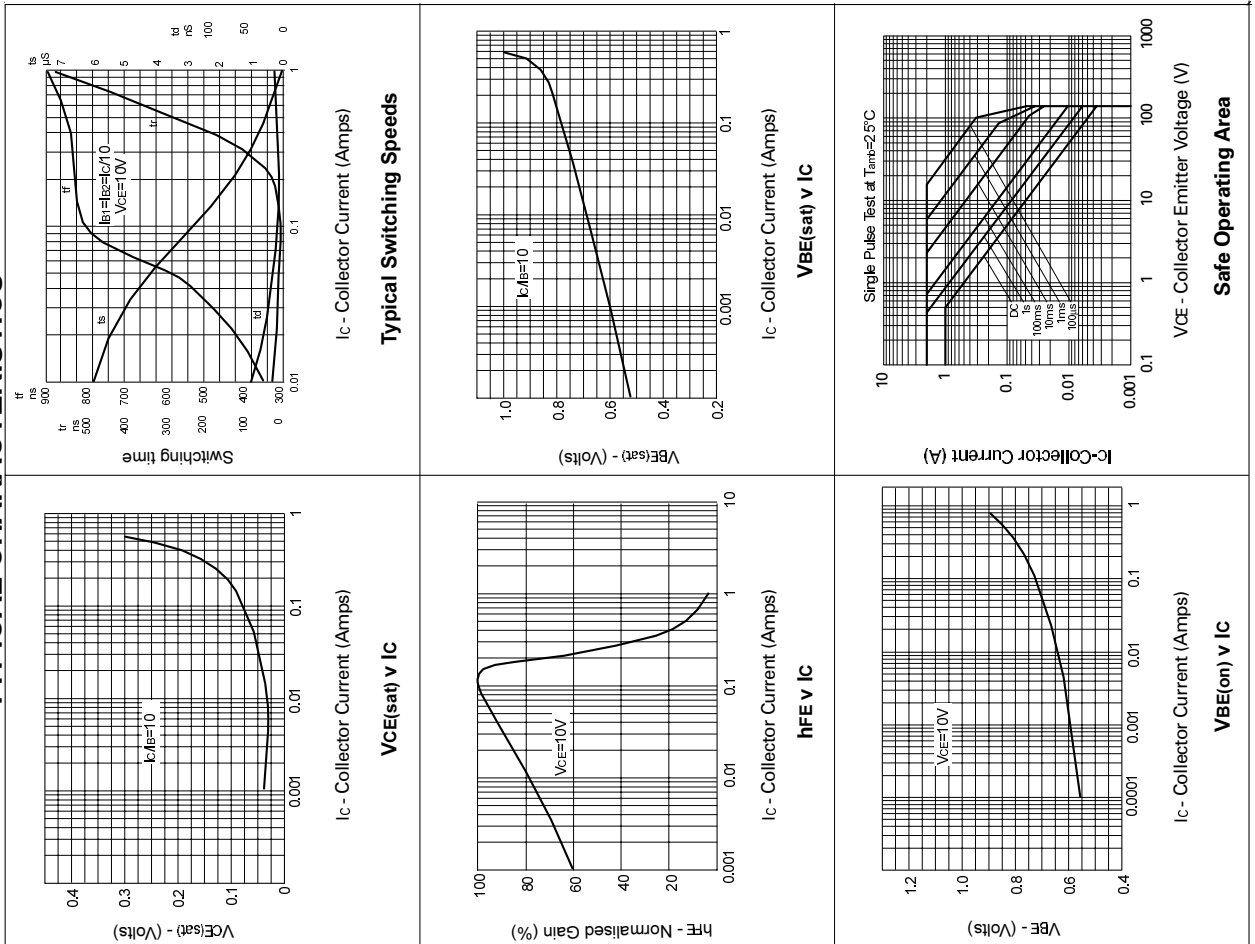 VCE(sat) - (Volts)
0.3
0.2
0.1
0
0.001
0.01
0.1
1
IC/IB=10
IC - Collector Current (Amps)
VCE(sat) v IC
Switching time
tf
ns
900
800
700
600
500
400
300
tr
ns
500
400
300
200
100
0
ts
µS
7
6
5
4
3
2
1
0
td
nS
100
50
0
tf
IB1=IB2=IC/10
VCE=10V
tr
ts
td
0.01
0.1
1
IC - Collector Current (Amps)
Typical Switching Speeds
hFE - Normalised Gain (%)
100
80
60
40
20
0.001
0.01
0.1
1
10
VCE=10V
IC - Collector Current (Amps)
hFE v IC
VBE(sat) - (Volts)
1.0
0.8
0.6
0.4
0.2
0.001
0.01
0.1
1
IC/IB=10
IC - Collector Current (Amps)
VBE(sat) v IC
VBE - (Volts)
1.2
1.0
0.8
0.6
0.4
0.0001
0.001
0.01
0.1
1
VCE=10V
IC - Collector Current (Amps)
VBE(on) v IC
IC-Collector Current (A)
10
1
0.1
0.01
0.001
0.1
1
10
100
1000
Single Pulse Test at Tamb=25°C
DC
1s
100ms
10ms
1ms
100µs
VCE - Collector Emitter Voltage (V)
Safe Operating Area